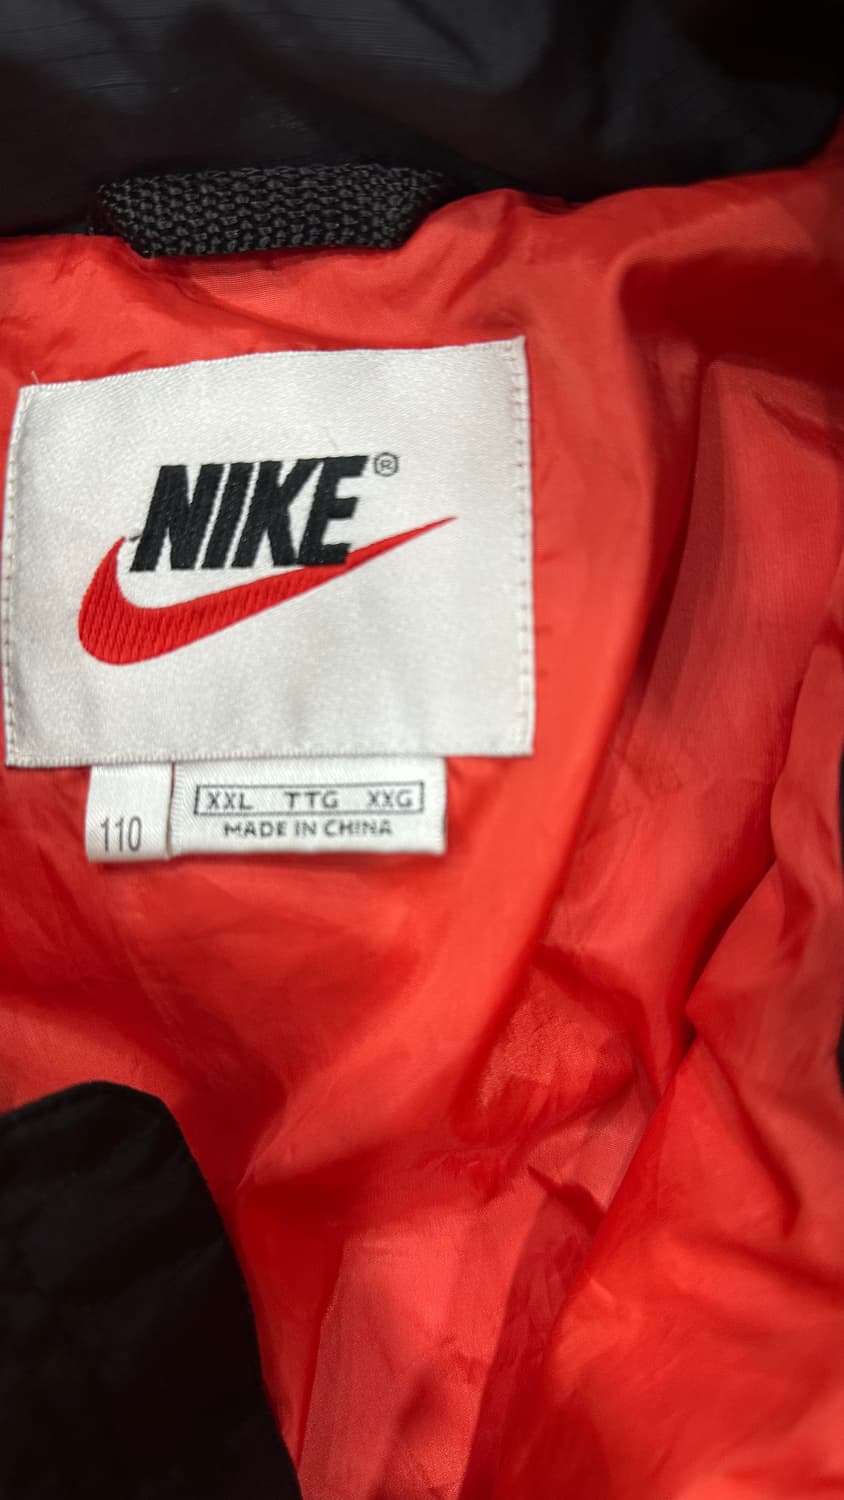 NIKE®
110
XXL TTG XXG
MADE IN CHINA